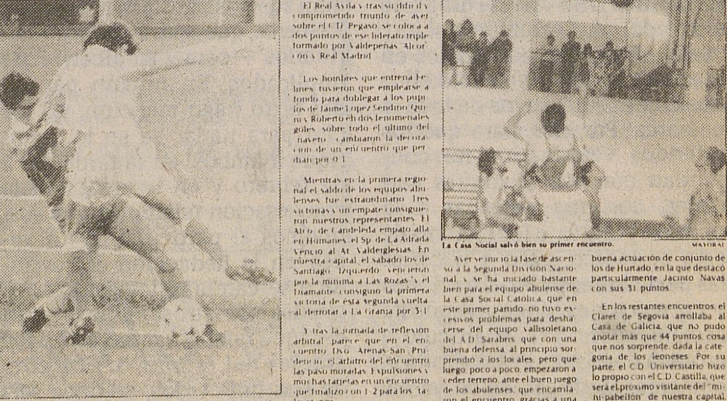 El Real Avila y tras su difícil y
comprometido triunfo de ayer
sobre el C.D. Pegaso, se coloca a
dos puntos de ese liderato triple
formado por Valdepeñas, Alcor-
cón y Real Madrid
Los hombres que entrena Fe-
lines tuvieron que emplearse a
fondo para doblegar a los pupi-
los de Jaume López Sendino Qui-
ni y Roberto en dos fenomenales
goles sobre todo el último del
navero cambiaron la decora-
ción de un encuentro que per-
dían por 0-1
Mientras en la primera regio-
nal el saldo de los equipos abu-
lenses fue extraordinario. Tres
victorias y un empate consiguie-
ron nuestros representantes. El
Atco. de Candeleda empató allá
en Humanes, el Sp. de La Adrada
venció al At. Valdeiglesias. En
nuestra capital, el sábado los de
Santiago Izquierdo vencieron
por la mínima a Las Rozas y el
Diamante consiguió la primera
victoria de esta segunda vuelta
al derrotar a La Granja por 3-1
Y tras la jornada de reflexión
arbitral parece que en el en-
cuentro Dvo. Arenas-San Pru-
dencio, el árbitro del encuentro
las pasó moradas. Expulsiones y
muchas tarjetas en un encuentro
que finalizó con 1-2 para los
La Casa Social salvó bien su primer encuentro.
MAYORAL
Ayer se inició la fase de ascen-
so a la Segunda División Nacio-
nal y se ha iniciado bastante
bien para el equipo abulense de
la Casa Social Católica, que en
este primer partido no tuvo ex-
cesivos problemas para desha-
cerse del equipo vallisoletano
del A.D. Sarabris que con una
buena defensa al principio sor-
prendió a los locales pero que
luego poco a poco, empezaron a
ceder terreno, ante el buen juego
de los abulenses, que encarrila-
ron el encuentro gracias a una
buena actuación de conjunto de
los de Hurtado, en la que destacó
particularmente Jacinto Navas
con sus 31 puntos.
En los restantes encuentros, el
Claret de Segovia arrollaba al
Casa de Galicia, que no pudo
anotar más que 44 puntos, cosa
que nos sorprende, dada la cate-
goría de los leoneses. Por su
parte, el C.D. Universitario hizo
lo propio con el C.D. Castilla, que
será el próximo visitante del "mi-
ni-pabellón" de nuestra capital,